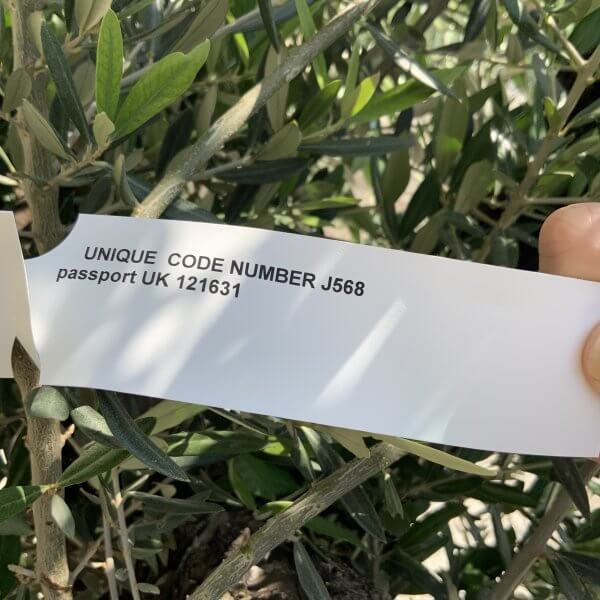 UNIQUE CODE NUMBER J568
passport UK 121631